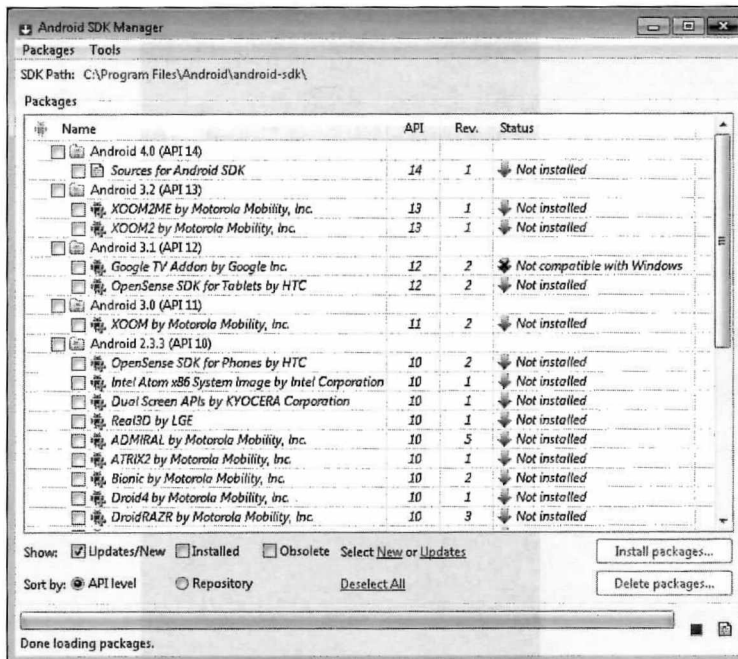 Android SDK Manager
Packages Tools
SDK Path: C:\Program Files\Android\android-sdk\
Packages
Name API Rev. Status
Android 4.0 (API 14)
Sources for Android SDK 14 1 Not installed
Android 3.2 (API 13)
XOOM2ME by Motorola Mobility, Inc. 13 1 Not installed
XOOM2 by Motorola Mobility, Inc. 13 1 Not installed
Android 3.1 (API 12)
Google TV Addon by Google Inc. 12 2 Not compatible with Windows
OpenSense SDK for Tablets by HTC 12 2 Not installed
Android 3.0 (API 11)
XOOM by Motorola Mobility, Inc. 11 2 Not installed
Android 2.3.3 (API 10)
OpenSense SDK for Phones by HTC 10 2 Not installed
Intel Atom x86 System Image by Intel Corporation 10 1 Not installed
Dual Screen APIs by KYOCERA Corporation 10 1 Not installed
Real3D by LGE 10 1 Not installed
ADMIRAL by Motorola Mobility, Inc. 10 5 Not installed
ATRIX2 by Motorola Mobility, Inc. 10 1 Not installed
Bionic by Motorola Mobility, Inc. 10 2 Not installed
Droid4 by Motorola Mobility, Inc. 10 1 Not installed
DroidRAZR by Motorola Mobility, Inc. 10 3 Not installed
Show: Updates/New Installed Obsolete Select New or Updates Install packages...
Sort by: API level Repository Deselect All Delete packages...
Done loading packages.